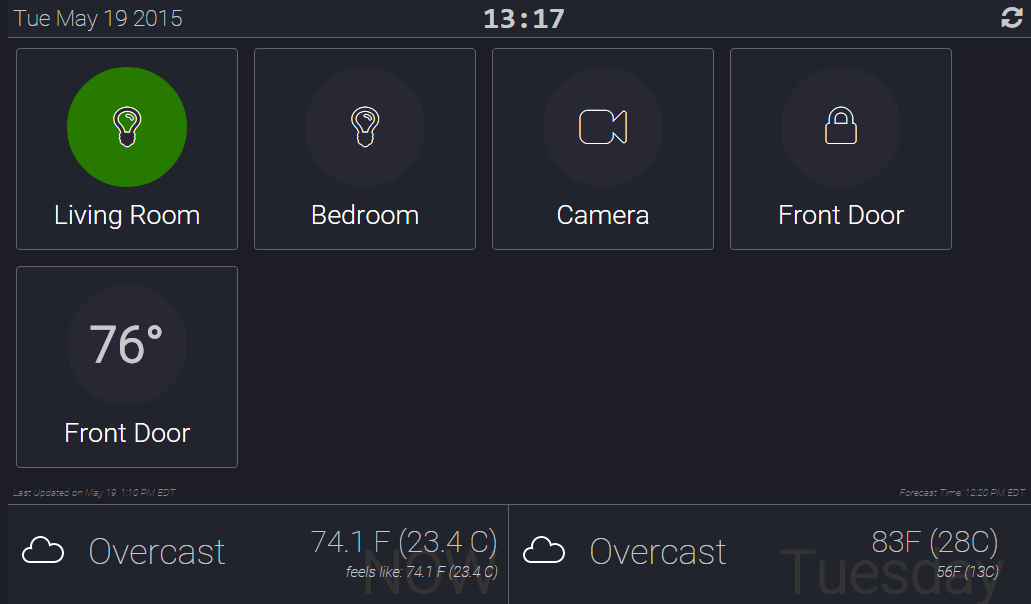 Tue May 19 2015
13:17
Living Room
Bedroom
Camera
Front Door
76°
Front Door
Last Updated on May 19, 1:10 PM EDT
Forecast Time: 12:20 PM EDT
Overcast
74.1 F (23.4 C)
feels like: 74.1 F (23.4 C)
NOW
Overcast
83F (28C)
56F (13C)
Tuesday